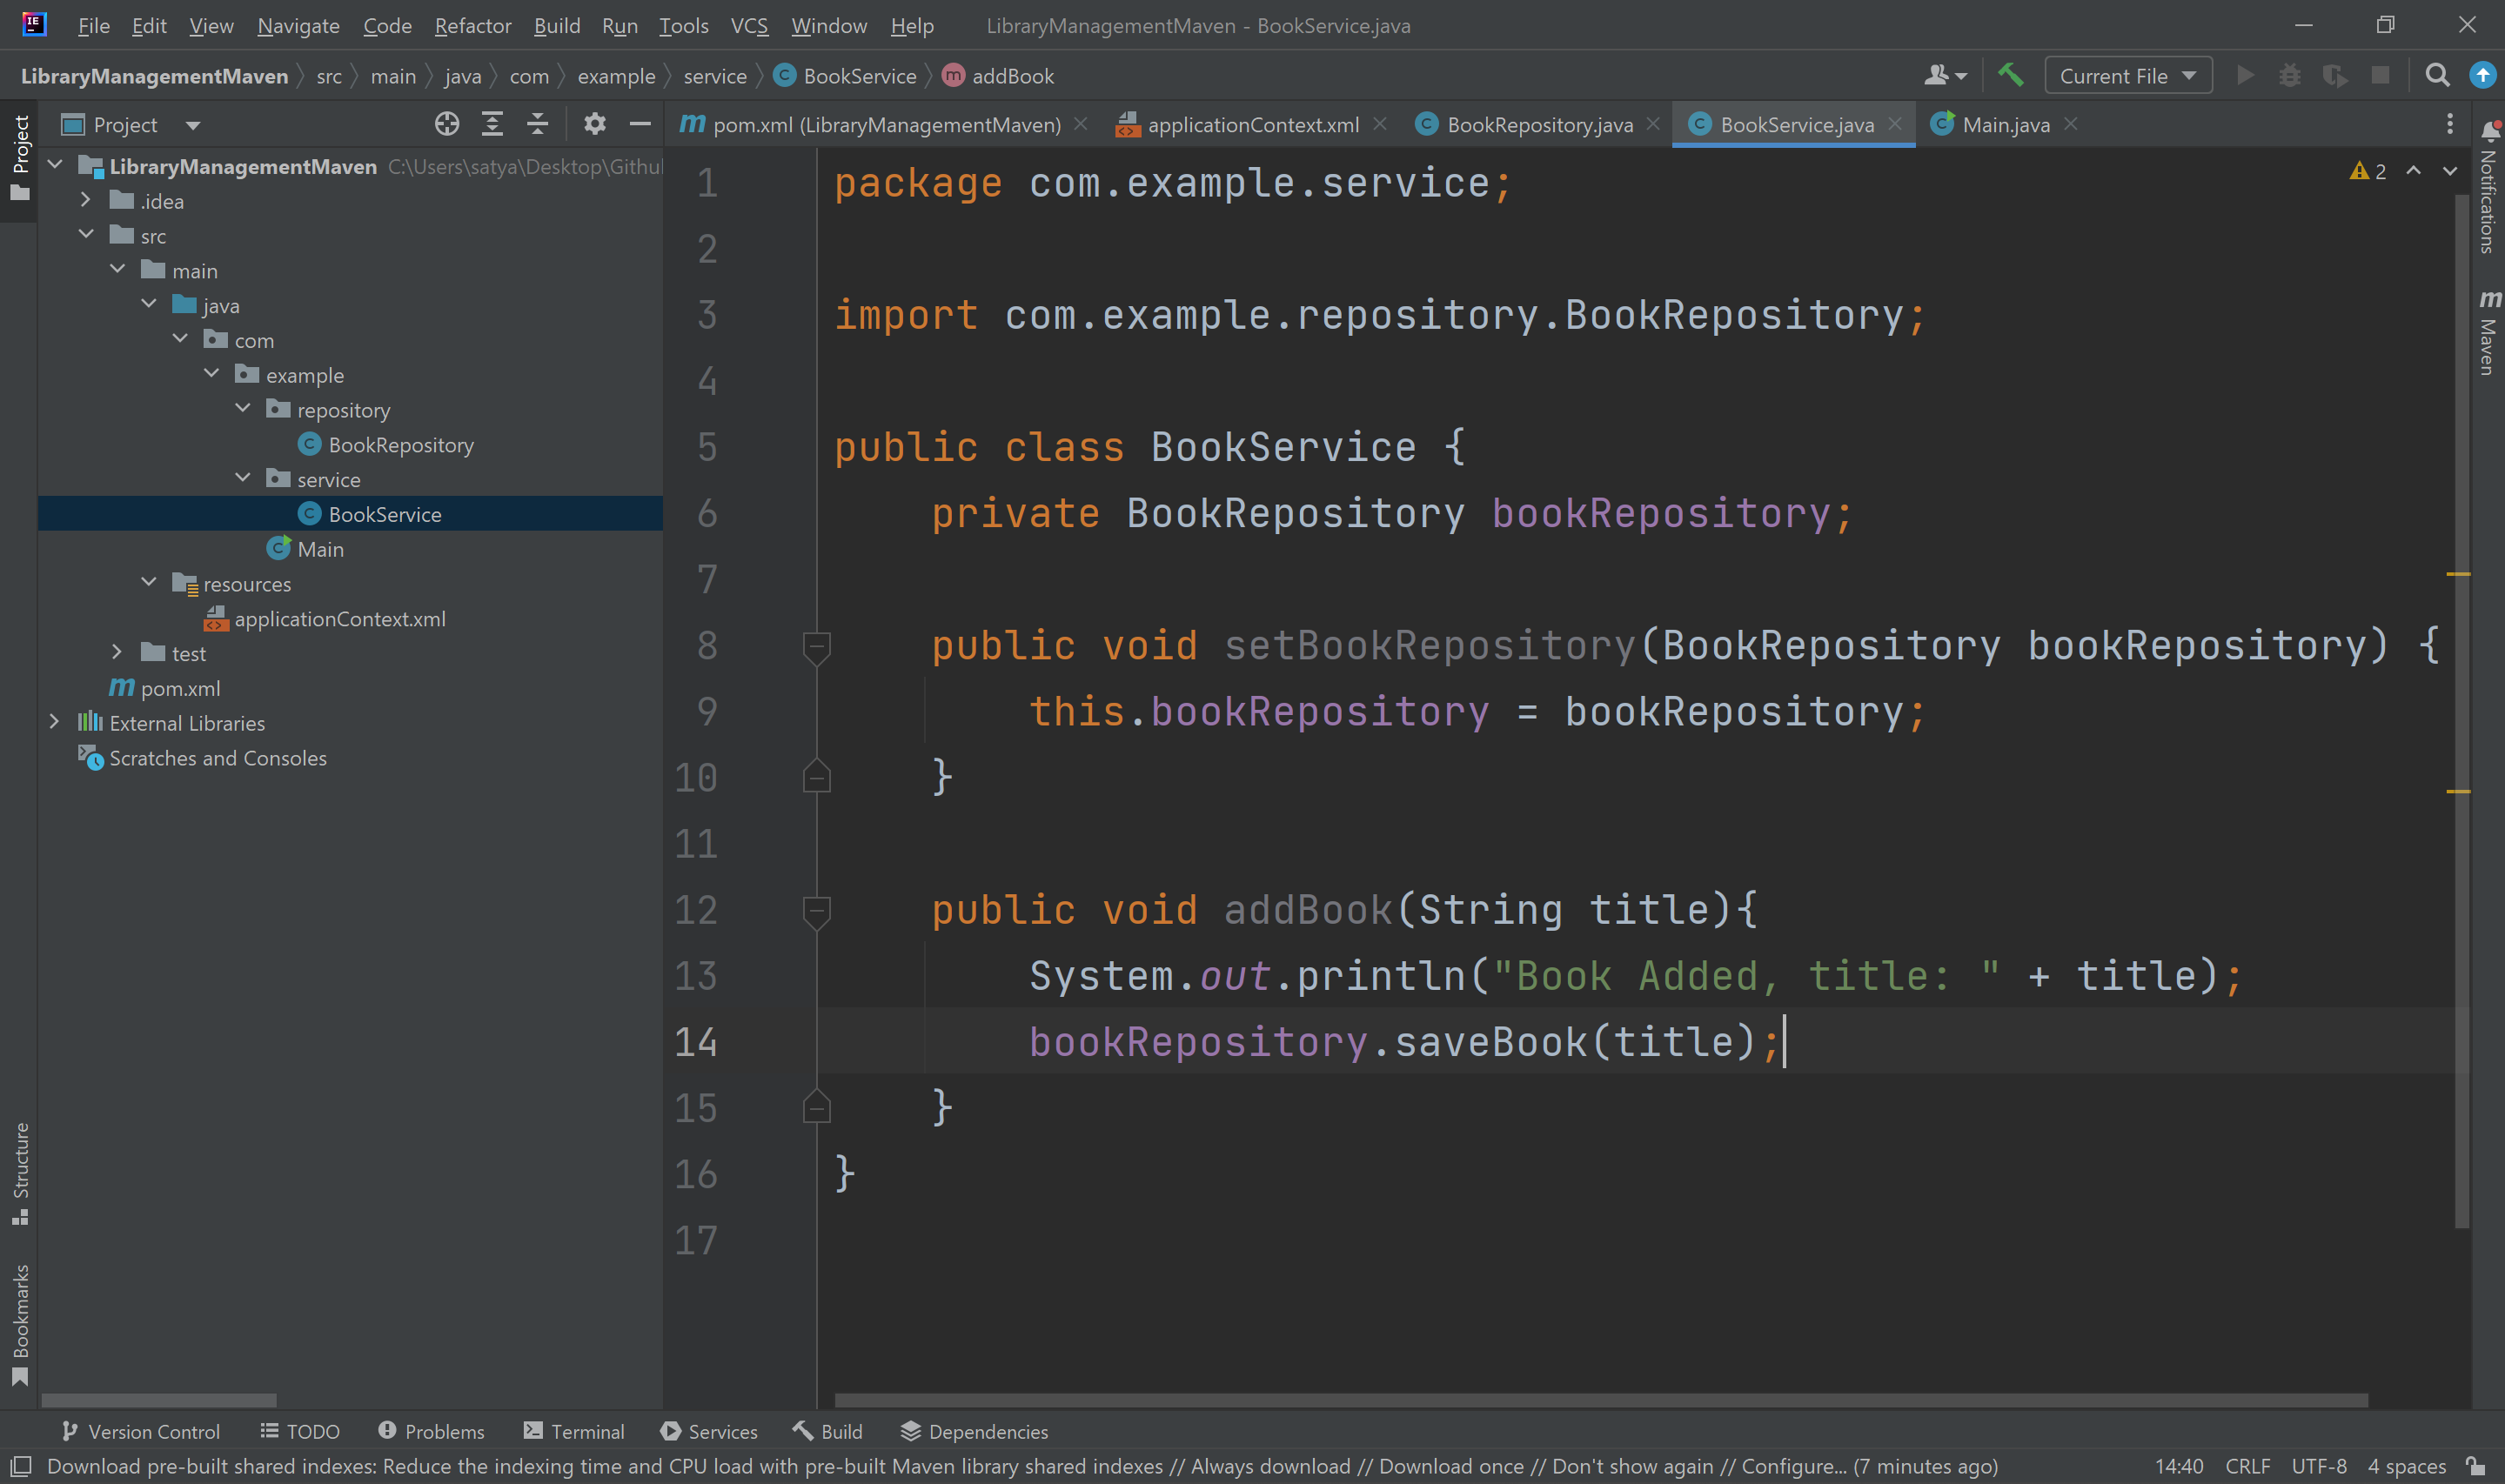 File Edit View Navigate Code Refactor Build Run Tools VCS Window Help LibraryManagementMaven - BookService.java
LibraryManagementMaven src main java com example service BookService addBook Current File
Project
pom.xml (LibraryManagementMaven) applicationContext.xml BookRepository.java BookService.java Main.java
Project
Structure
Bookmarks
LibraryManagementMaven C:\Users\satya\Desktop\Githu
.idea
src
main
java
com
example
repository
BookRepository
service
BookService
Main
resources
applicationContext.xml
test
pom.xml
External Libraries
Scratches and Consoles
1 package com.example.service;
2
3 import com.example.repository.BookRepository;
4
5 public class BookService {
6 private BookRepository bookRepository;
7
8 public void setBookRepository(BookRepository bookRepository) {
9 this.bookRepository = bookRepository;
10 }
11
12 public void addBook(String title){
13 System.out.println("Book Added, title: " + title);
14 bookRepository.saveBook(title);
15 }
16 }
17
2
Notifications
Maven
Version Control TODO Problems Terminal Services Build Dependencies
Download pre-built shared indexes: Reduce the indexing time and CPU load with pre-built Maven library shared indexes // Always download // Download once // Don't show again // Configure... (7 minutes ago) 14:40 CRLF UTF-8 4 spaces